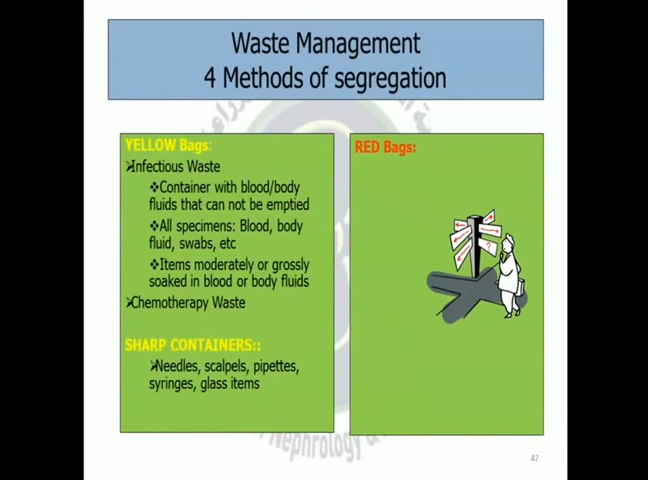 Waste Management
4 Methods of segregation
YELLOW Bags:
Infectious Waste
Container with blood/body
fluids that can not be emptied
All specimens: Blood, body
fluid, swabs, etc
Items moderately or grossly
soaked in blood or body fluids
Chemotherapy Waste
SHARP CONTAINERS::
Needles, scalpels, pipettes,
syringes, glass items
RED Bags:
?
Nephrology &
47